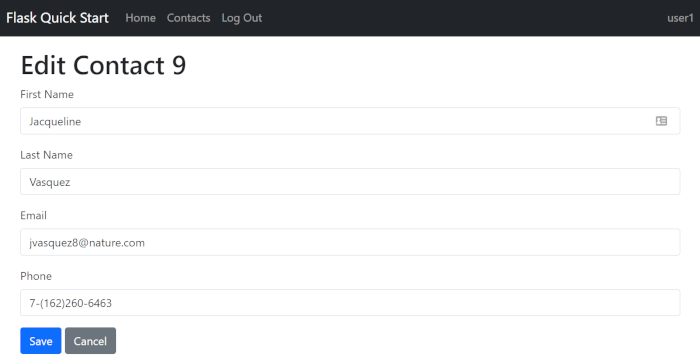 Flask Quick Start Home Contacts Log Out user1
Edit Contact 9
First Name
Jacqueline
Last Name
Vasquez
Email
jvasquez8@nature.com
Phone
7-(162)260-6463
Save Cancel